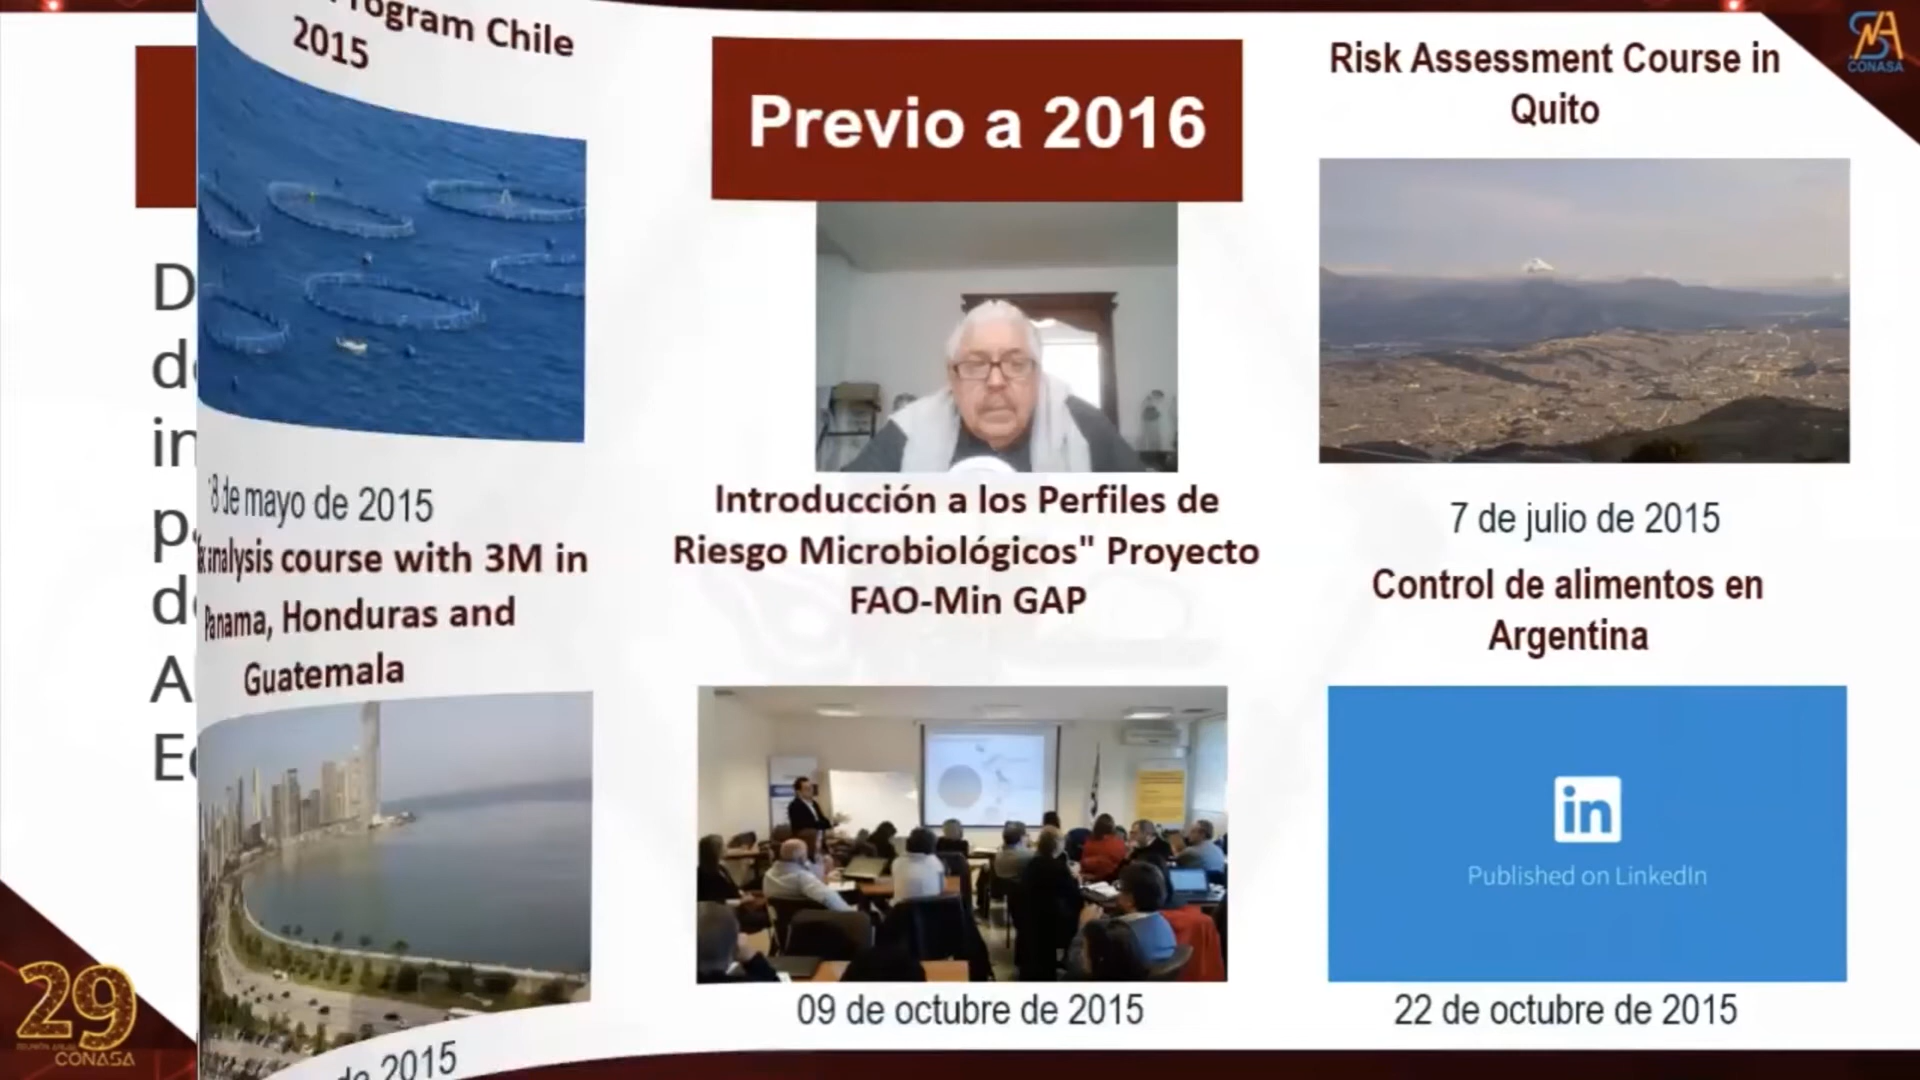 Program Chile
2015
8 de mayo de 2015
analysis course with 3M in
Panama, Honduras and
Guatemala
de 2015
Previo a 2016
Introducción a los Perfiles de
Riesgo Microbiológicos" Proyecto
FAO-Min GAP
09 de octubre de 2015
Risk Assessment Course in
Quito
7 de julio de 2015
Control de alimentos en
Argentina
in
Published on LinkedIn
22 de octubre de 2015
CONASA
29
CONASA